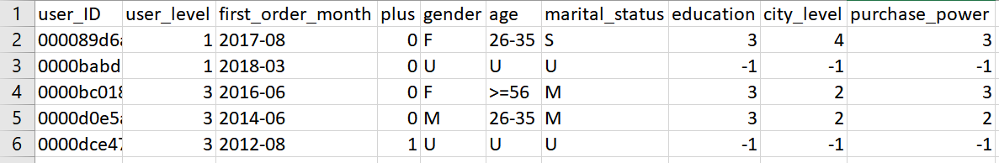 1 user_ID user_level first_order_month plus gender age marital_status education city_level purchase_power
2 000089d6a 1 2017-08 0 F 26-35 S 3 4 3
3 0000babd 1 2018-03 0 U U U -1 -1 -1
4 0000bc018 3 2016-06 0 F >=56 M 3 2 3
5 0000d0e5a 3 2014-06 0 M 26-35 M 3 2 2
6 0000dce47 3 2012-08 1 U U U -1 -1 -1